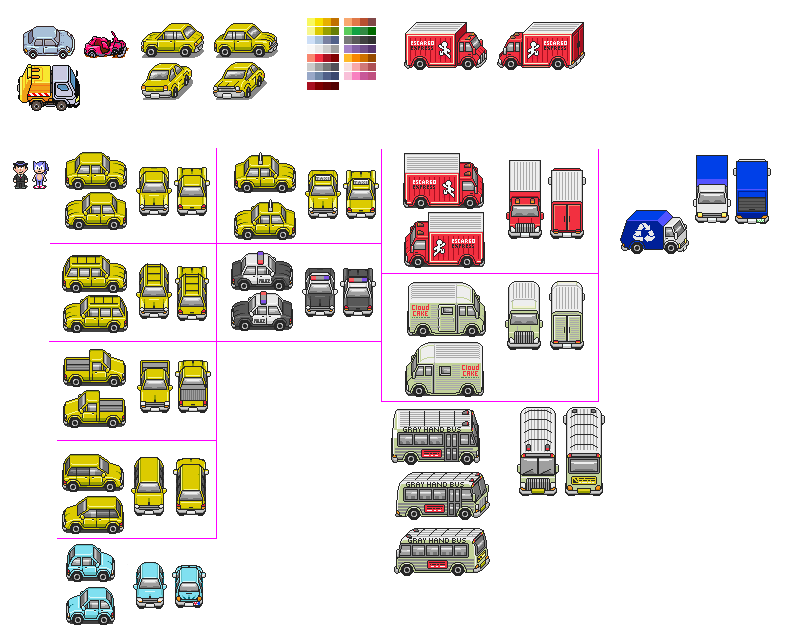 ESCARGO
EXPRESS
ESCARGO
EXPRESS
ESCARGO
EXPRESS
ESCARGO
EXPRESS
POLICE
POLICE
Cloud
CAKE
Cloud
CAKE
GRAY HAND BUS
GRAY HAND BUS
GRAY HAND BUS